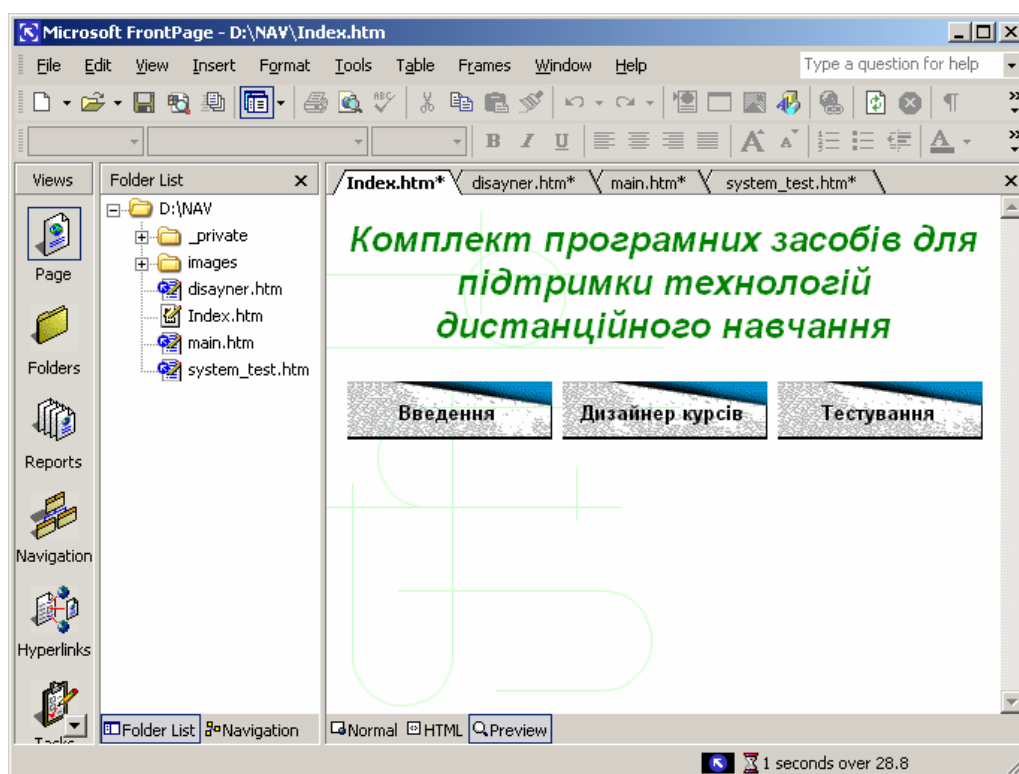 Microsoft FrontPage - D:\NAV\Index.htm
File Edit View Insert Format Tools Table Frames Window Help Type a question for help
B I U A A A
Views Folder List
Index.htm* disayner.htm* main.htm* system_test.htm*
D:\NAV
_private
images
disayner.htm
Index.htm
main.htm
system_test.htm
Page
Folders
Reports
Navigation
Hyperlinks
Tasks
Комплект програмних засобів для
підтримки технологій
дистанційного навчання
Введення Дизайнер курсів Тестування
Folder List Navigation Normal HTML Preview
1 seconds over 28.8